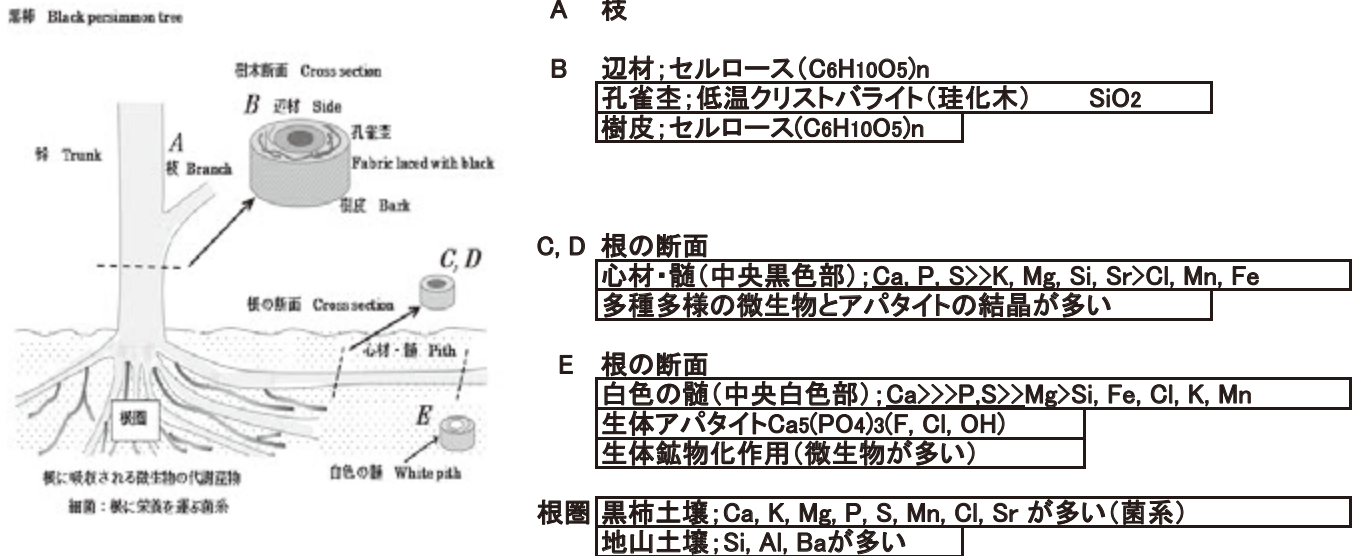 黒柿 Black persimmon tree
樹木断面 Cross section
B 辺材 Side
孔雀杢
Fabric laced with black
樹皮 Bark
幹 Trunk
A
枝 Branch
C, D
根の断面 Cross section
心材・髄 Pith
E
根圏
白色の髄 White pith
根に吸収される微生物の代謝産物
細菌：根に栄養を運ぶ菌糸
A 枝
B 辺材；セルロース（C6H10O5)n
孔雀杢；低温クリストバライト（珪化木） SiO2
樹皮；セルロース(C6H10O5)n
C, D 根の断面
心材・髄（中央黒色部）；Ca, P, S>>K, Mg, Si, Sr>Cl, Mn, Fe
多種多様の微生物とアパタイトの結晶が多い
E 根の断面
白色の髄（中央白色部）；Ca>>>P,S>>Mg>Si, Fe, Cl, K, Mn
生体アパタイトCa5(PO4)3(F, Cl, OH)
生体鉱物化作用（微生物が多い）
根圏 黒柿土壌；Ca, K, Mg, P, S, Mn, Cl, Sr が多い（菌糸）
地山土壌；Si, Al, Baが多い